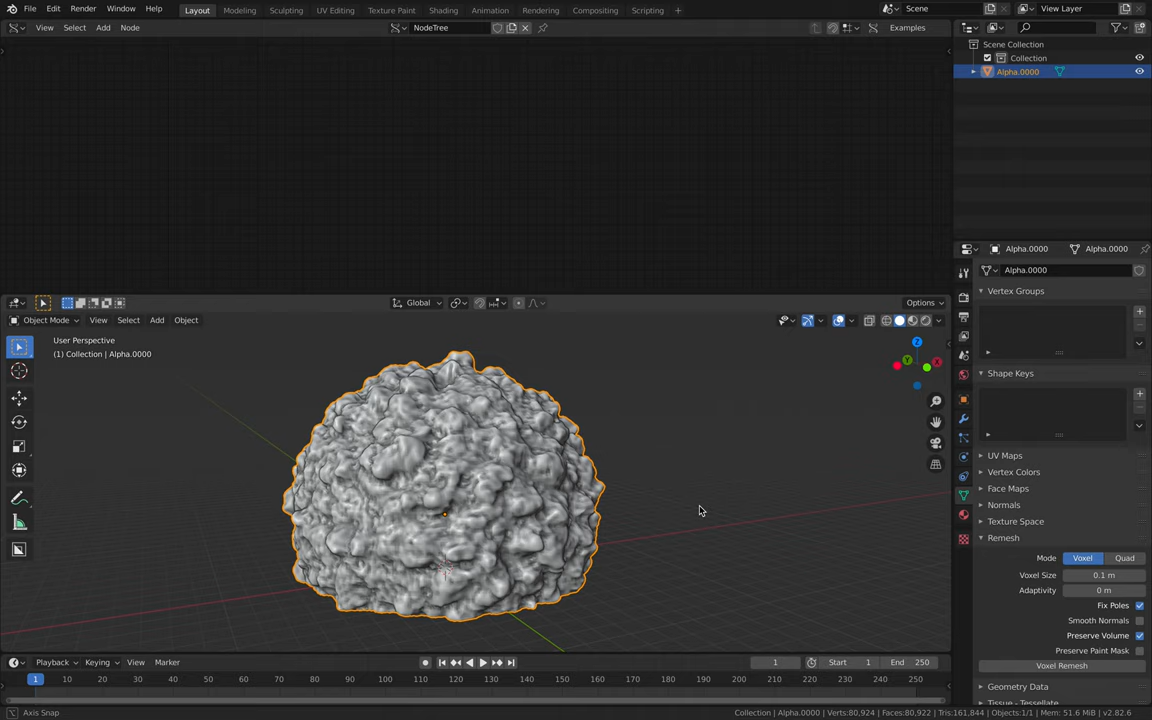 File Edit Render Window Help Layout Modeling Sculpting UV Editing Texture Paint Shading Animation Rendering Compositing Scripting + Scene View Layer
View Select Add Node NodeTree Examples
Scene Collection
Collection
Alpha.0000
Alpha.0000 Alpha.0000
Alpha.0000
Vertex Groups
Global Options
Object Mode View Select Add Object
User Perspective
(1) Collection | Alpha.0000
Z
Y
X
Shape Keys
UV Maps
Vertex Colors
Face Maps
Normals
Texture Space
Remesh
Mode Voxel Quad
Voxel Size 0.1 m
Adaptivity 0 m
Fix Poles
Smooth Normals
Preserve Volume
Preserve Paint Mask
Voxel Remesh
Geometry Data
Texture - Tessellate
Playback Keying View Marker 1 Start 1 End 250
1 10 20 30 40 50 60 70 80 90 100 110 120 130 140 150 160 170 180 190 200 210 220 230 240 250
Axis Snap Collection | Alpha.0000 | Verts:80,924 | Faces:80,922 | Tris:161,844 | Objects:1/1 | Mem: 51.6 MiB | v2.82.6